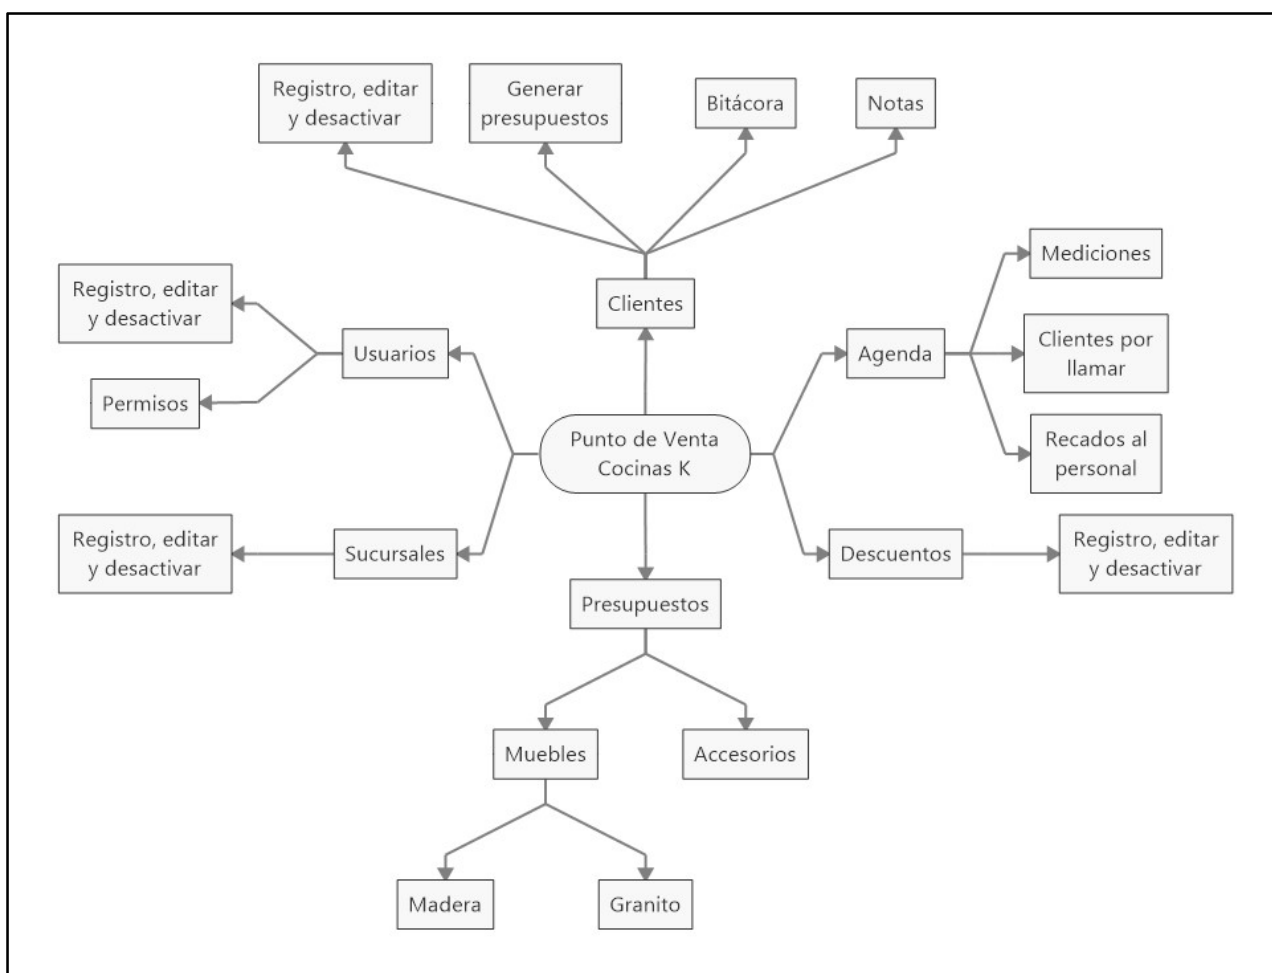 Registro, editar
y desactivar
Generar
presupuestos
Bitácora
Notas
Clientes
Mediciones
Agenda
Clientes por
llamar
Recados al
personal
Registro, editar
y desactivar
Usuarios
Permisos
Punto de Venta
Cocinas K
Registro, editar
y desactivar
Sucursales
Descuentos
Registro, editar
y desactivar
Presupuestos
Muebles
Accesorios
Madera
Granito